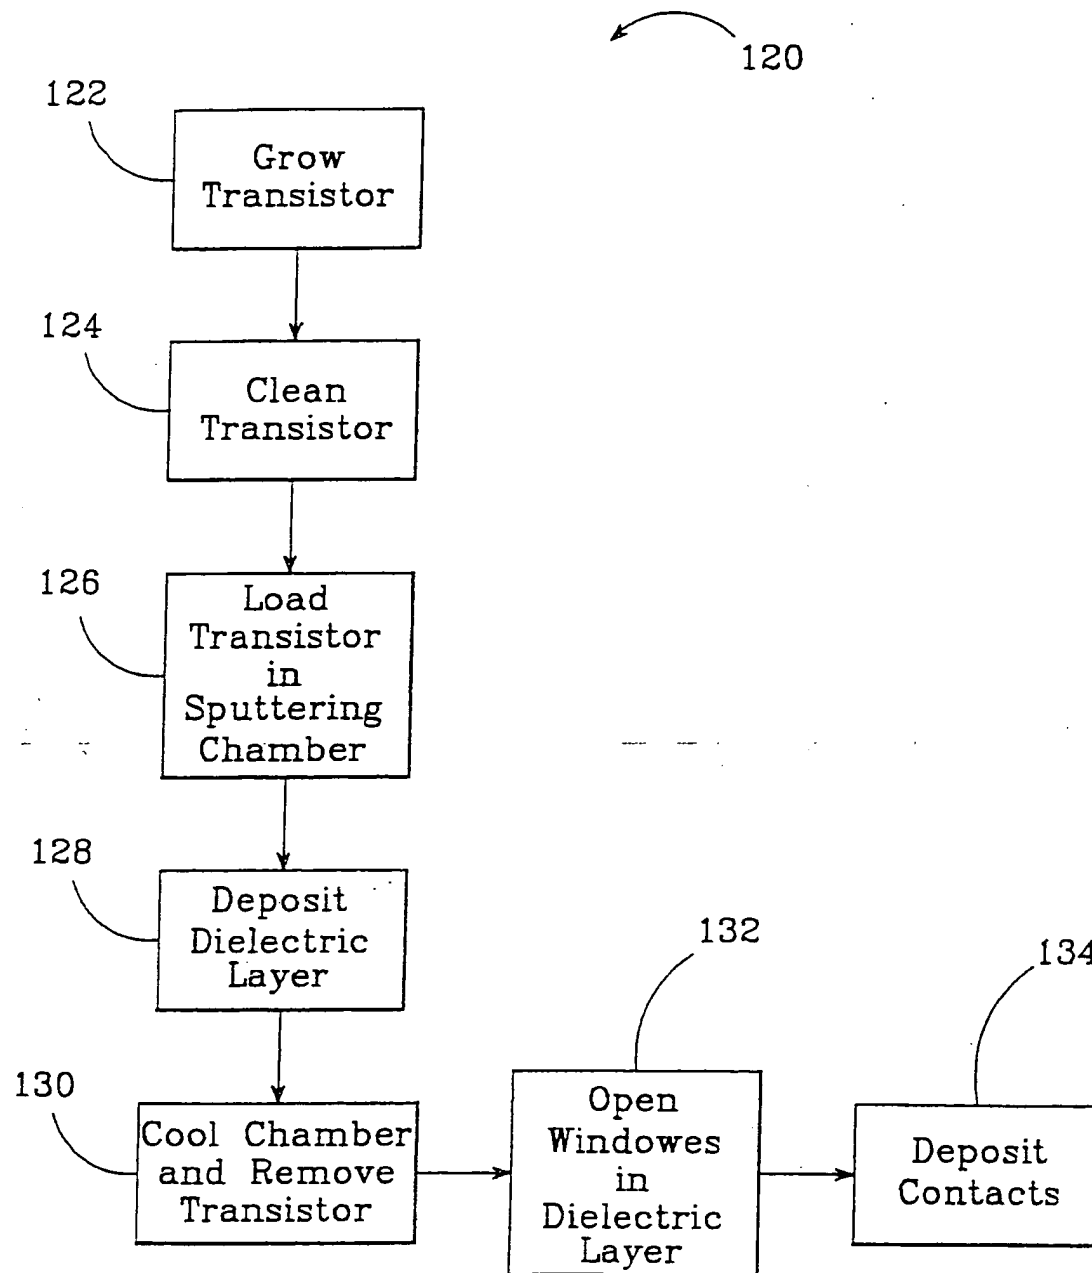 120
122
Grow
Transistor
124
Clean
Transistor
126
Load
Transistor
in
Sputtering
Chamber
128
Deposit
Dielectric
Layer
130
Cool Chamber
and Remove
Transistor
132
Open
Windowes
in
Dielectric
Layer
134
Deposit
Contacts